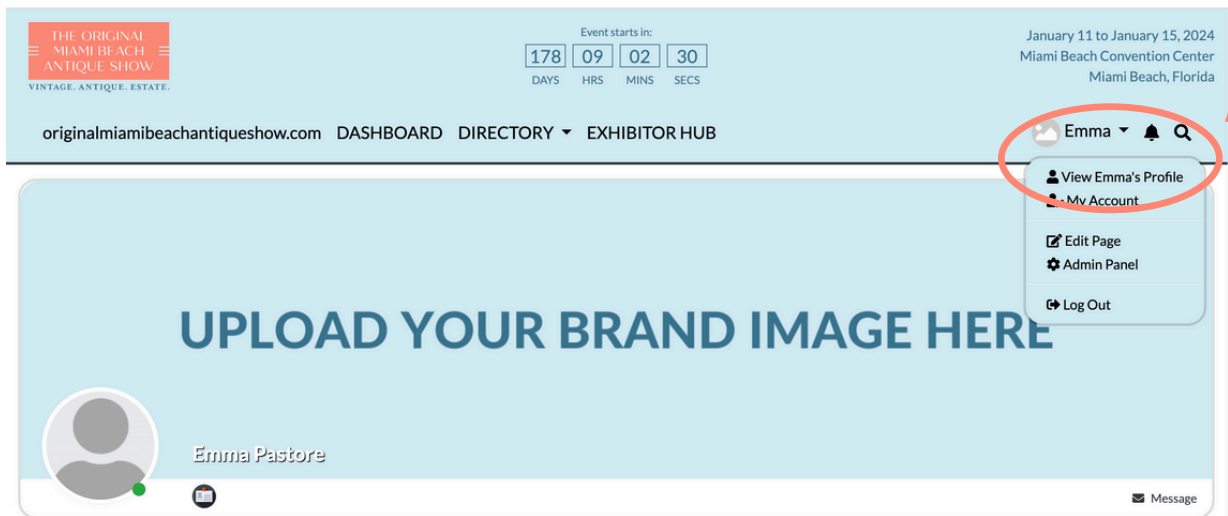 THE ORIGINAL
MIAMI BEACH
ANTIQUE SHOW
VINTAGE. ANTIQUE. ESTATE.
Event starts in:
178 09 02 30
DAYS HRS MINS SECS
January 11 to January 15, 2024
Miami Beach Convention Center
Miami Beach, Florida
originalmiamibeachantiqueshow.com DASHBOARD DIRECTORY EXHIBITOR HUB
Emma
View Emma's Profile
My Account
Edit Page
Admin Panel
Log Out
UPLOAD YOUR BRAND IMAGE HERE
Emma Pastore
Message